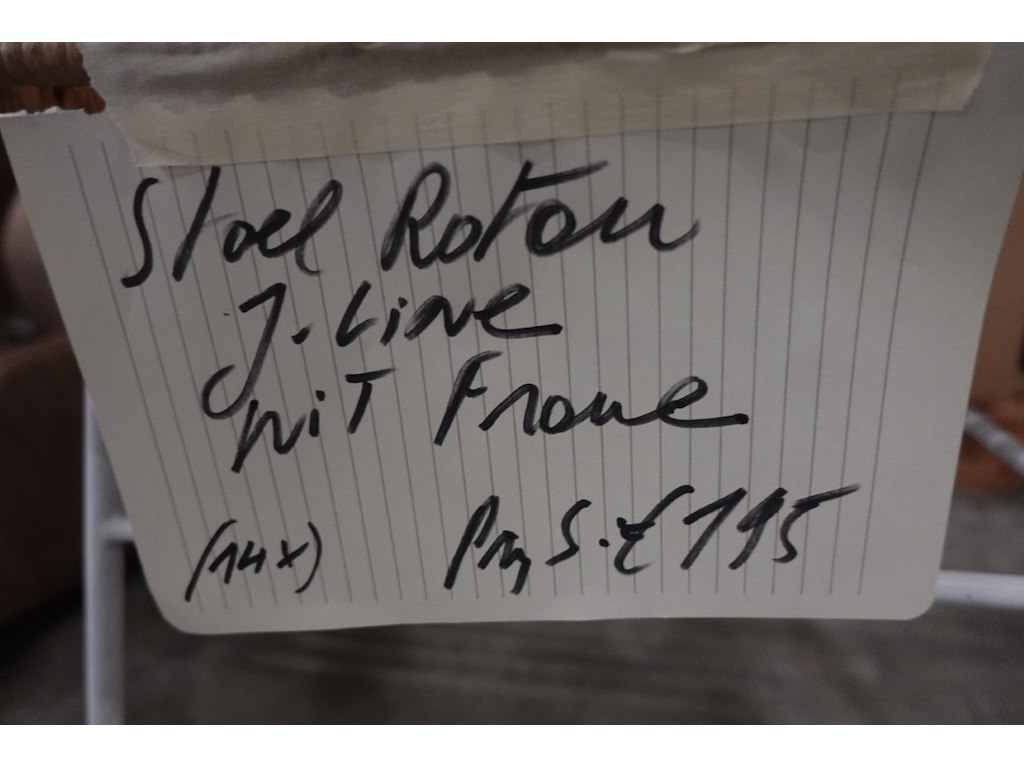 Stoel Rotan
J.Line
wiT Frame
(14x) Prijs.€ 195